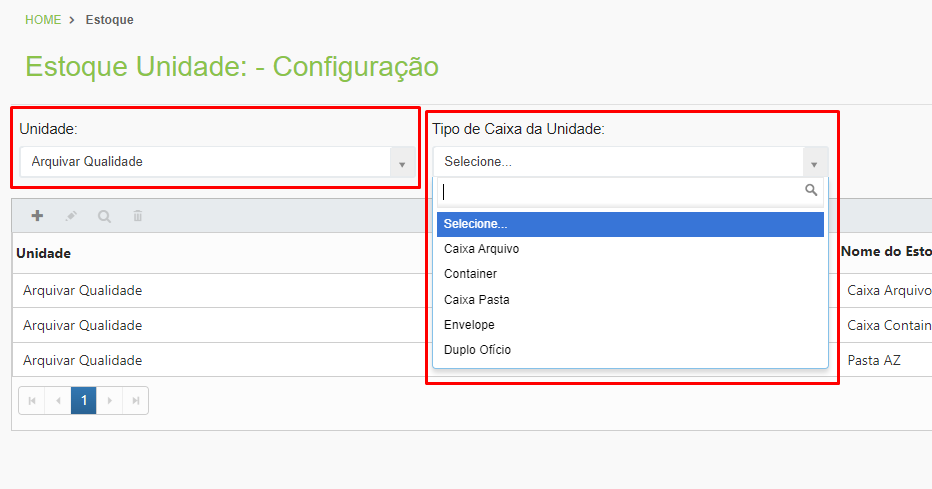 HOME > Estoque
Estoque Unidade: - Configuração
Unidade:
Arquivar Qualidade
Tipo de Caixa da Unidade:
Selecione...
Selecione...
Caixa Arquivo
Container
Caixa Pasta
Envelope
Duplo Ofício
Unidade
Nome do Esto
Arquivar Qualidade
Caixa Arquivo
Arquivar Qualidade
Caixa Contain
Arquivar Qualidade
Pasta AZ
1